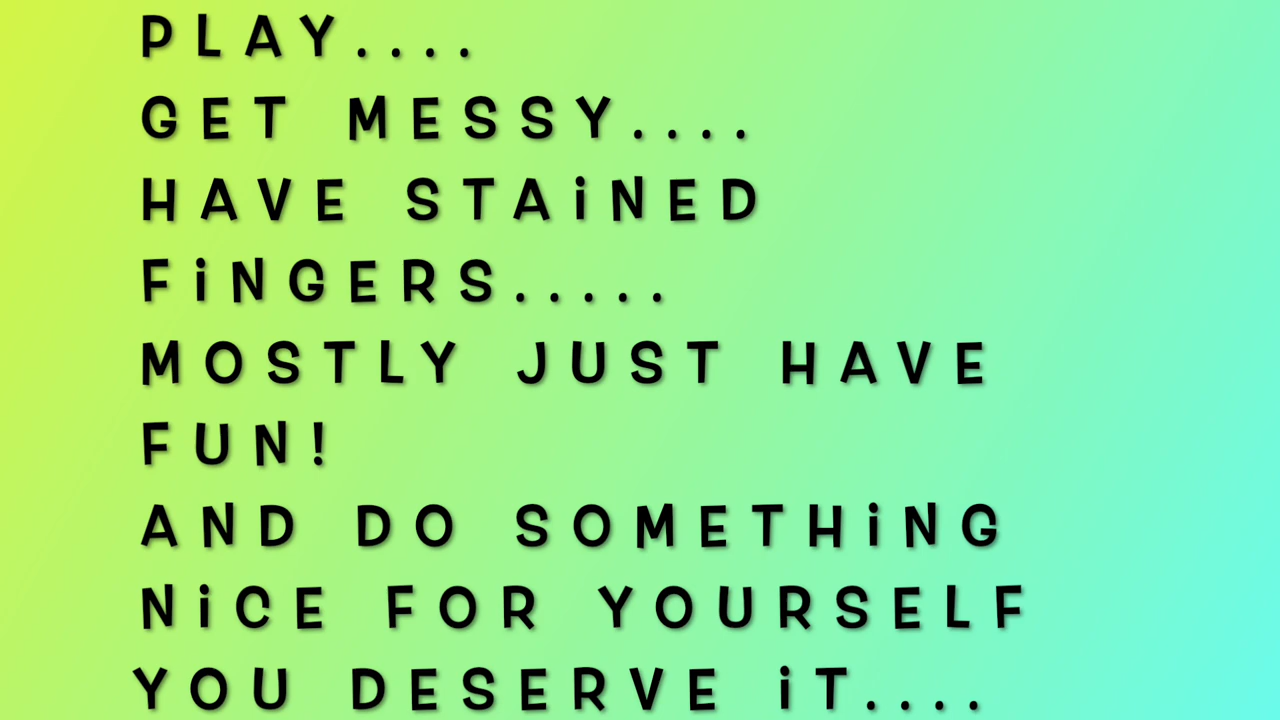 PLAY....
GET MESSY....
HAVE STAiNED
FiNGERS.....
MOSTLY JUST HAVE
FUN!
AND DO SOMETHiNG
NiCE FOR YOURSELF
YOU DESERVE iT....